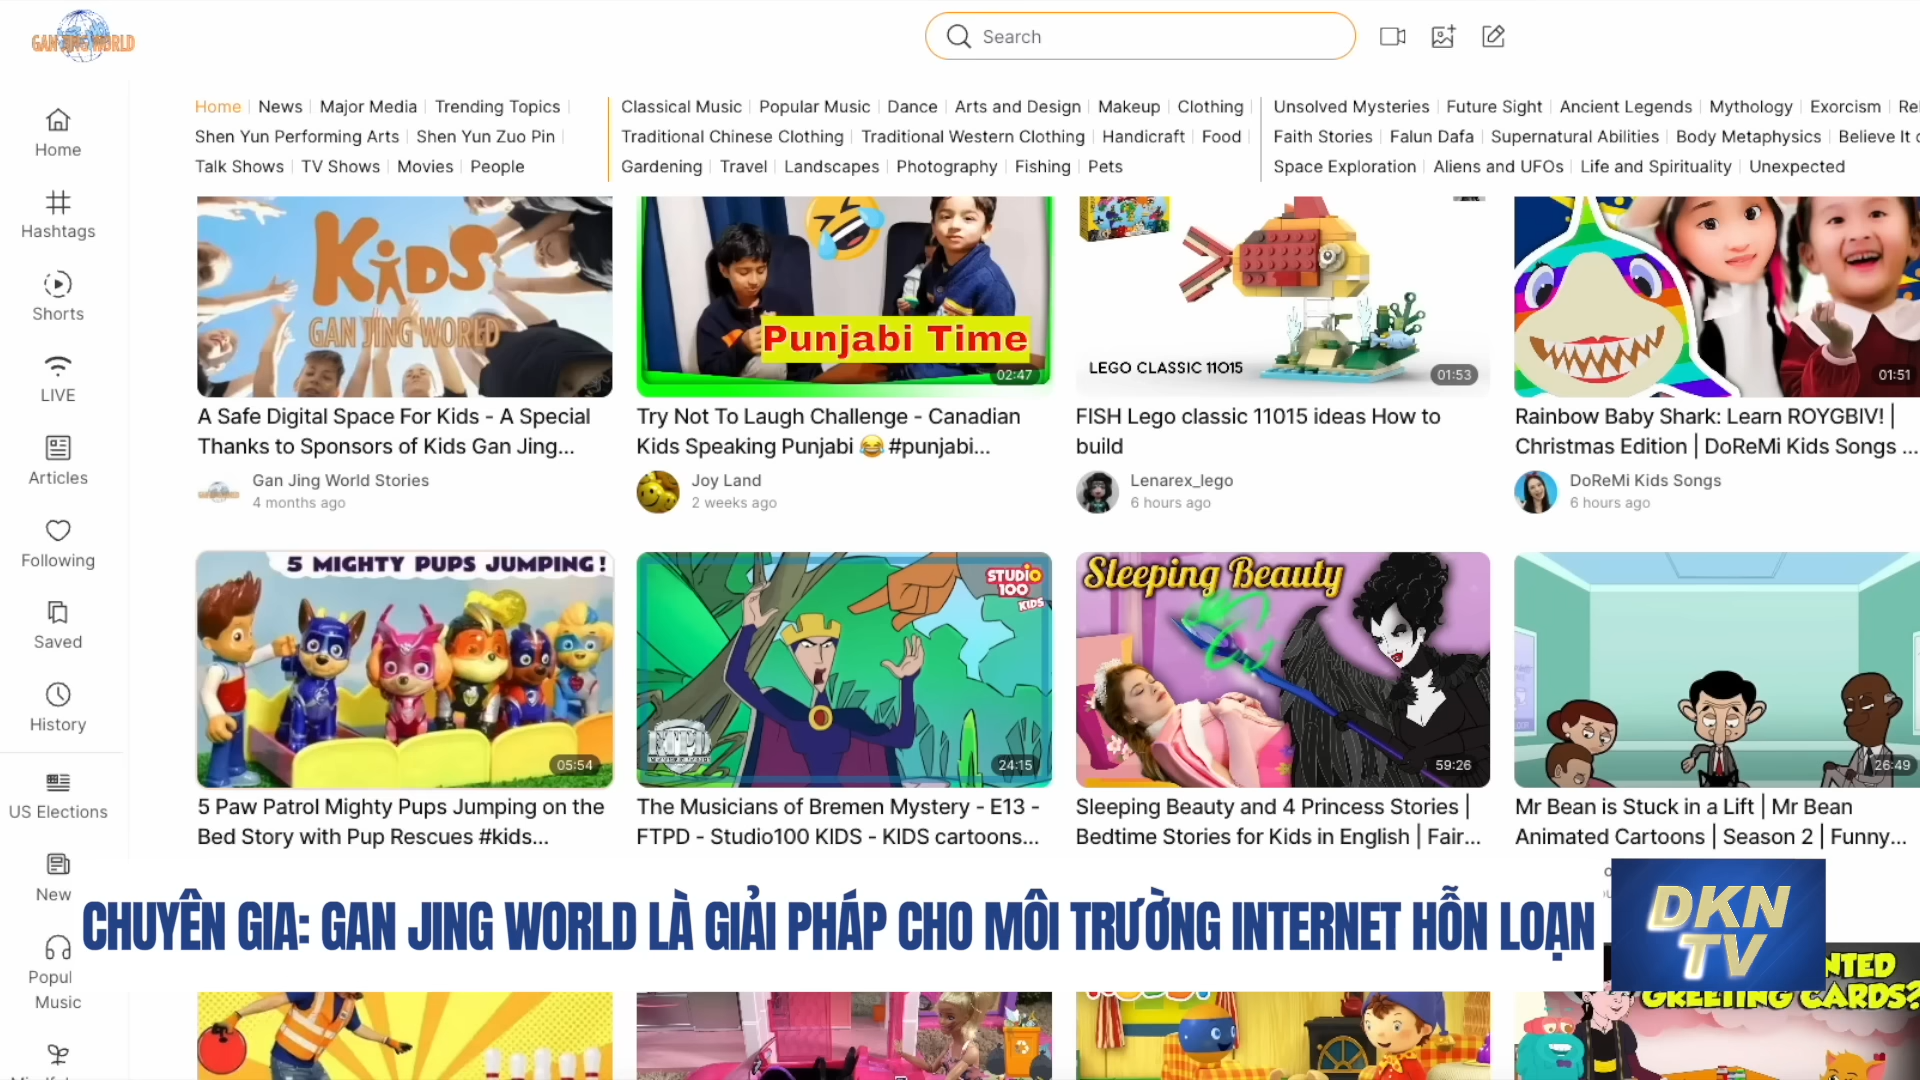 GAN JING WORLD
Search
Home | News | Major Media | Trending Topics |
Shen Yun Performing Arts | Shen Yun Zuo Pin |
Talk Shows | TV Shows | Movies | People
Classical Music | Popular Music | Dance | Arts and Design | Makeup | Clothing |
Traditional Chinese Clothing | Traditional Western Clothing | Handicraft | Food |
Gardening | Travel | Landscapes | Photography | Fishing | Pets
Unsolved Mysteries | Future Sight | Ancient Legends | Mythology | Exorcism | Re
Faith Stories | Falun Dafa | Supernatural Abilities | Body Metaphysics | Believe It
Space Exploration | Aliens and UFOs | Life and Spirituality | Unexpected
Home
Hashtags
Shorts
LIVE
Articles
Following
Saved
History
US Elections
New
Popul
Music
KiDS
GAN JING WORLD
Punjabi Time
02:47
LEGO CLASSIC 11015
01:53
01:51
A Safe Digital Space For Kids - A Special
Thanks to Sponsors of Kids Gan Jing...
Gan Jing World Stories
4 months ago
Try Not To Laugh Challenge - Canadian
Kids Speaking Punjabi 😂 #punjabi...
Joy Land
2 weeks ago
FISH Lego classic 11015 ideas How to
build
Lenarex_lego
6 hours ago
Rainbow Baby Shark: Learn ROYGBIV! |
Christmas Edition | DoReMi Kids Songs ...
DoReMi Kids Songs
6 hours ago
5 MIGHTY PUPS JUMPING!
05:54
STUDIO
100
KIDS
FTPD
24:15
Sleeping Beauty
59:26
26:49
5 Paw Patrol Mighty Pups Jumping on the
Bed Story with Pup Rescues #kids...
The Musicians of Bremen Mystery - E13 -
FTPD - Studio100 KIDS - KIDS cartoons...
Sleeping Beauty and 4 Princess Stories |
Bedtime Stories for Kids in English | Fair...
Mr Bean is Stuck in a Lift | Mr Bean
Animated Cartoons | Season 2 | Funny...
CHUYÊN GIA: GAN JING WORLD LÀ GIẢI PHÁP CHO MÔI TRƯỜNG INTERNET HỖN LOẠN
DKN
TV
NTED
GREETING CARDS?